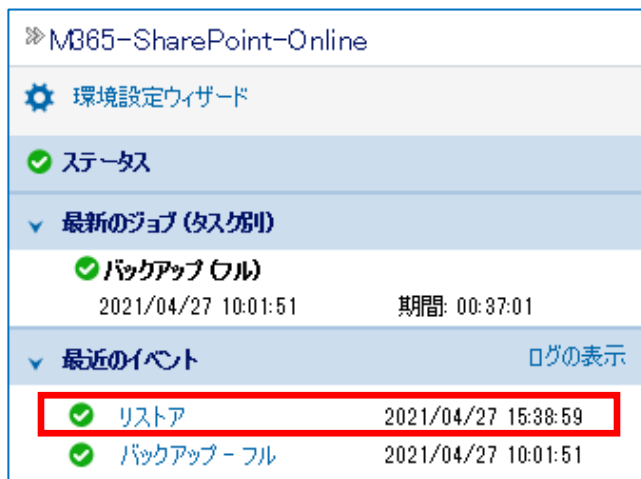 M365-SharePoint-Online
環境設定ウィザード
ステータス
最新のジョブ (タスク別)
バックアップ (フル)
2021/04/27 10:01:51 期間: 00:37:01
最近のイベント ログの表示
リストア 2021/04/27 15:38:59
バックアップ - フル 2021/04/27 10:01:51